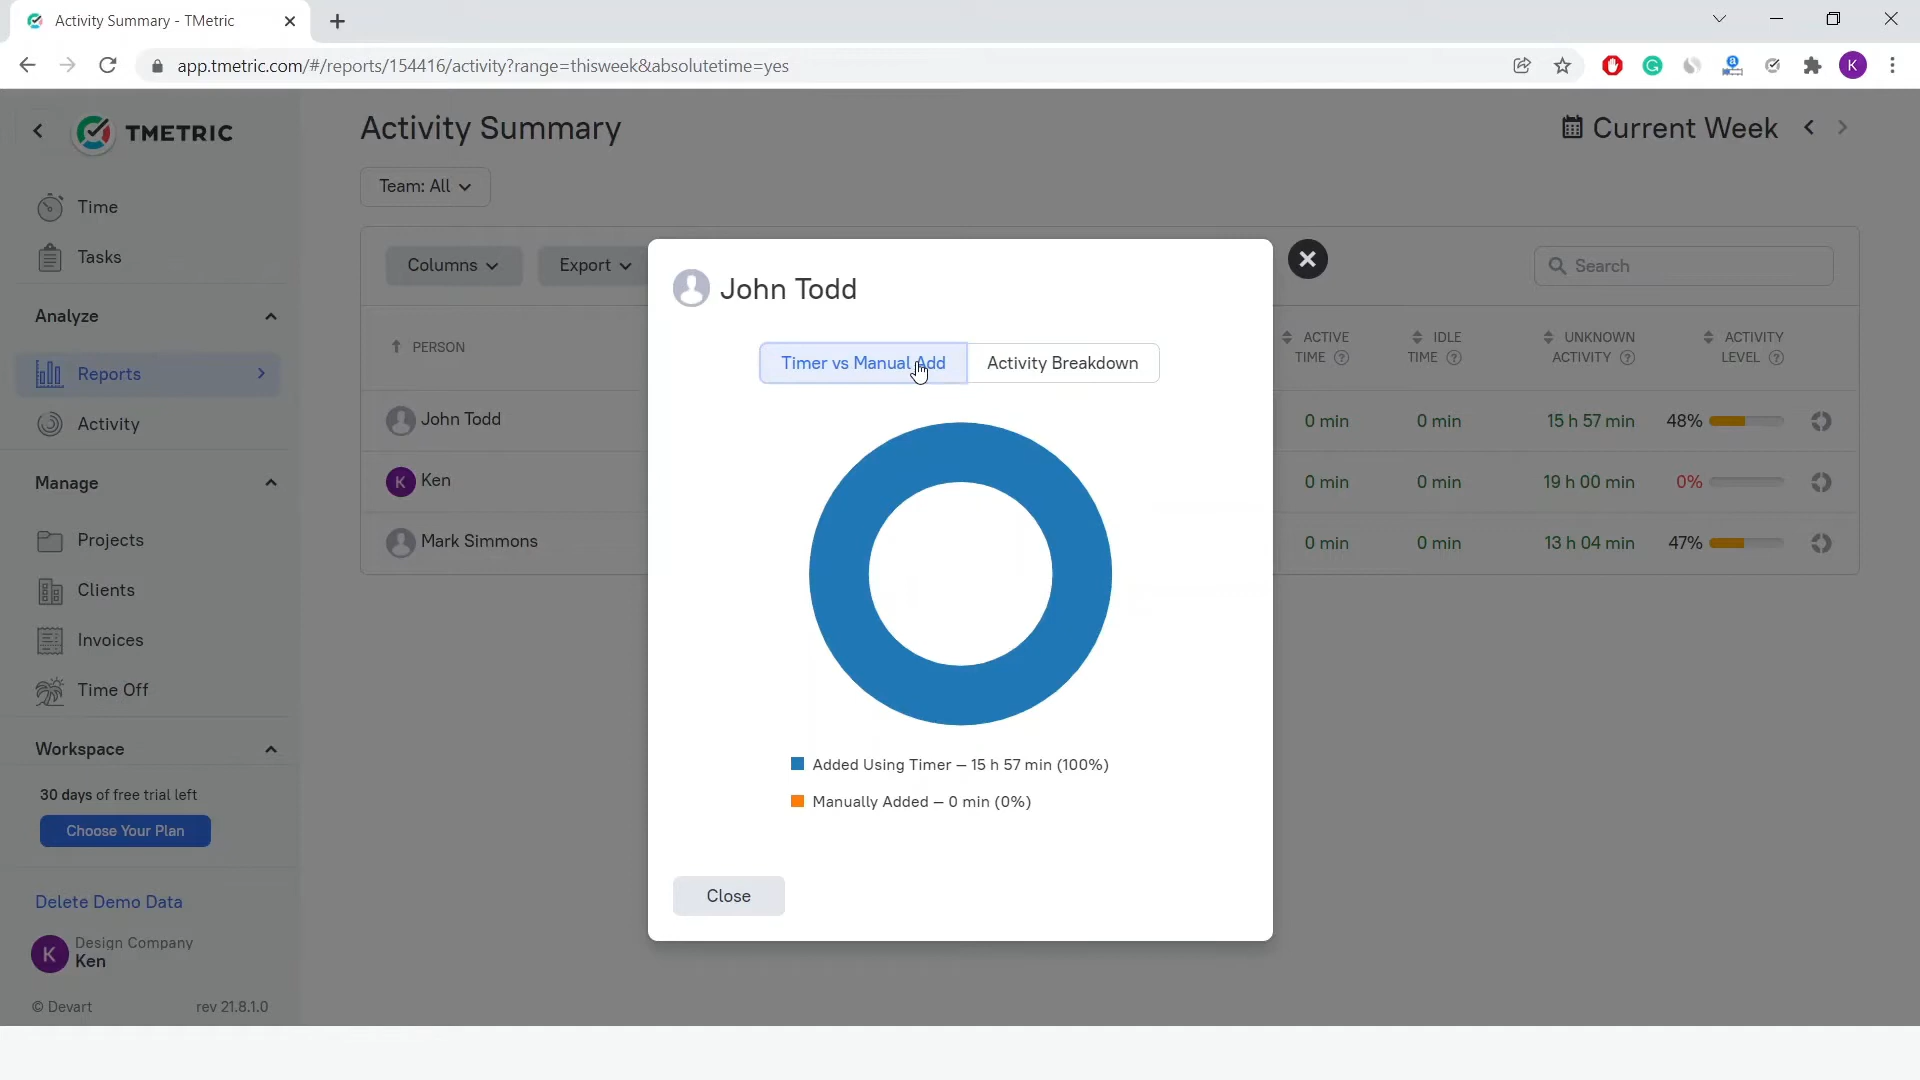 Activity Summary - TMetric
app.tmetric.com/#/reports/154416/activity?range=thisweek&absolutetime=yes
K
TMETRIC
Time
Tasks
Analyze
Reports
Activity
Manage
Projects
Clients
Invoices
Time Off
Workspace
30 days of free trial left
Choose Your Plan
Delete Demo Data
K
Design Company
Ken
© Devart rev 21.8.1.0
Activity Summary
Current Week
Team: All
Columns Export
Search
PERSON
ACTIVE TIME ?
IDLE TIME ?
UNKNOWN ACTIVITY ?
ACTIVITY LEVEL ?
John Todd 0 min 0 min 15 h 57 min 48%
K Ken 0 min 0 min 19 h 00 min 0%
Mark Simmons 0 min 0 min 13 h 04 min 47%
John Todd
Timer vs Manual Add Activity Breakdown
Added Using Timer – 15 h 57 min (100%)
Manually Added – 0 min (0%)
Close